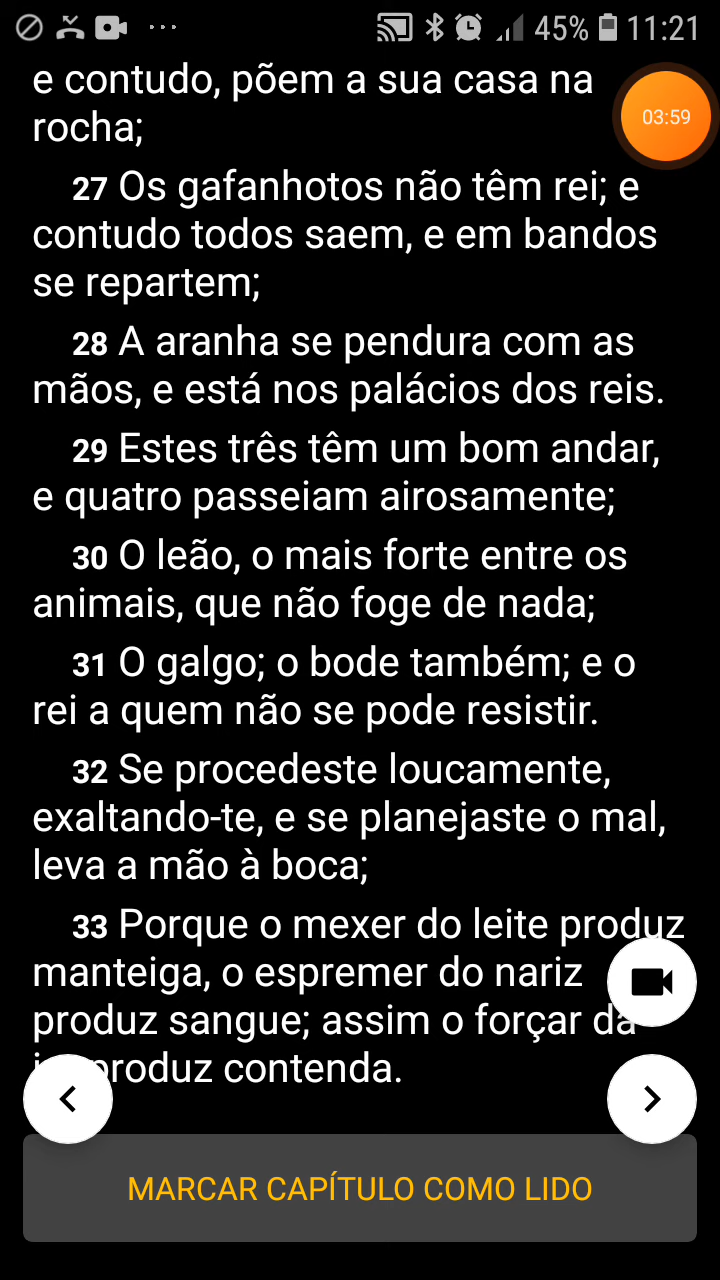 45% 11:21
e contudo, põem a sua casa na
rocha;
03:59
27 Os gafanhotos não têm rei; e
contudo todos saem, e em bandos
se repartem;
28 A aranha se pendura com as
mãos, e está nos palácios dos reis.
29 Estes três têm um bom andar,
e quatro passeiam airosamente;
30 O leão, o mais forte entre os
animais, que não foge de nada;
31 O galgo; o bode também; e o
rei a quem não se pode resistir.
32 Se procedeste loucamente,
exaltando-te, e se planejaste o mal,
leva a mão à boca;
33 Porque o mexer do leite produz
manteiga, o espremer do nariz
produz sangue; assim o forçar da
produz contenda.
MARCAR CAPÍTULO COMO LIDO